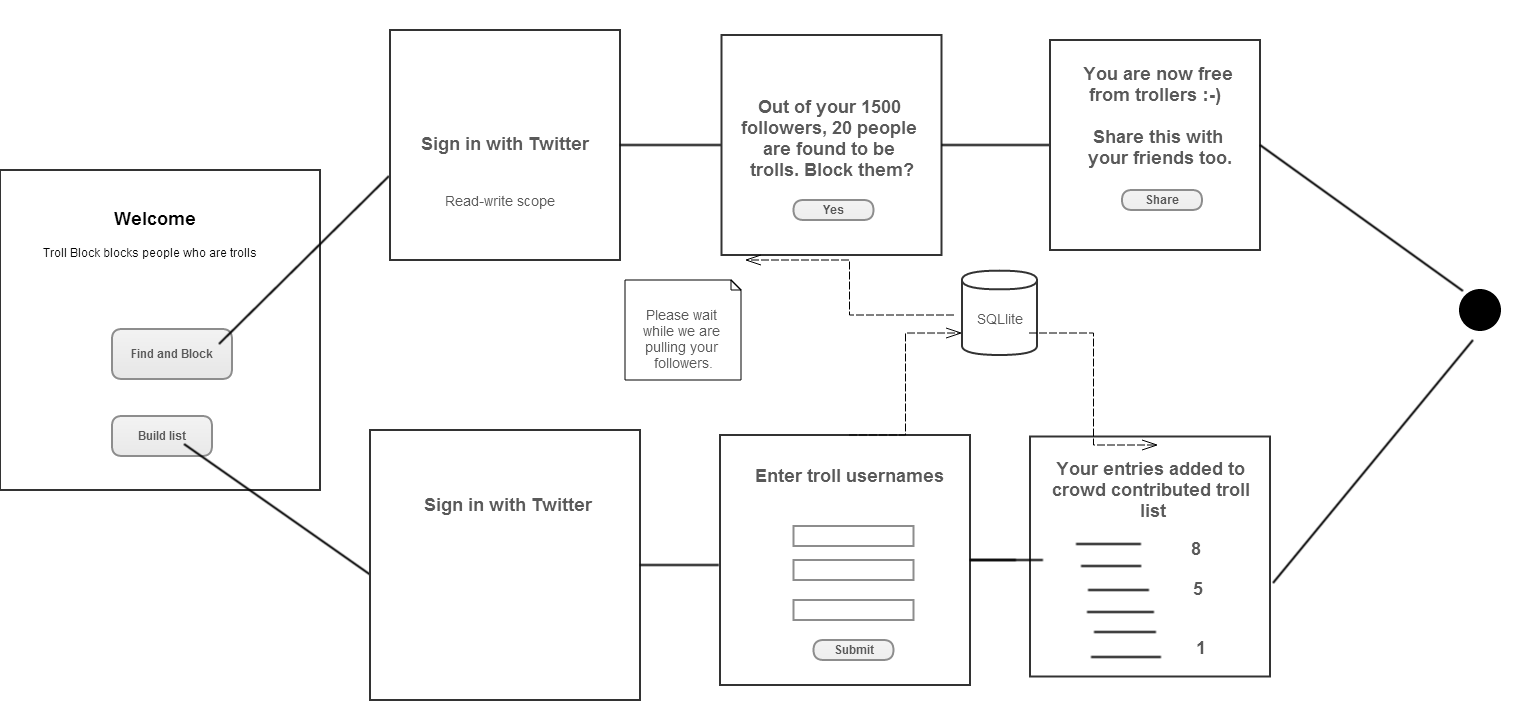 Welcome
Troll Block blocks people who are trolls
Find and Block
Build list
Sign in with Twitter
Read-write scope
Out of your 1500
followers, 20 people
are found to be
trolls. Block them?
Yes
You are now free
from trollers :-)
Share this with
your friends too.
Share
Please wait
while we are
pulling your
followers.
SQLlite
Sign in with Twitter
Enter troll usernames
Submit
Your entries added to
crowd contributed troll
list
8
5
1